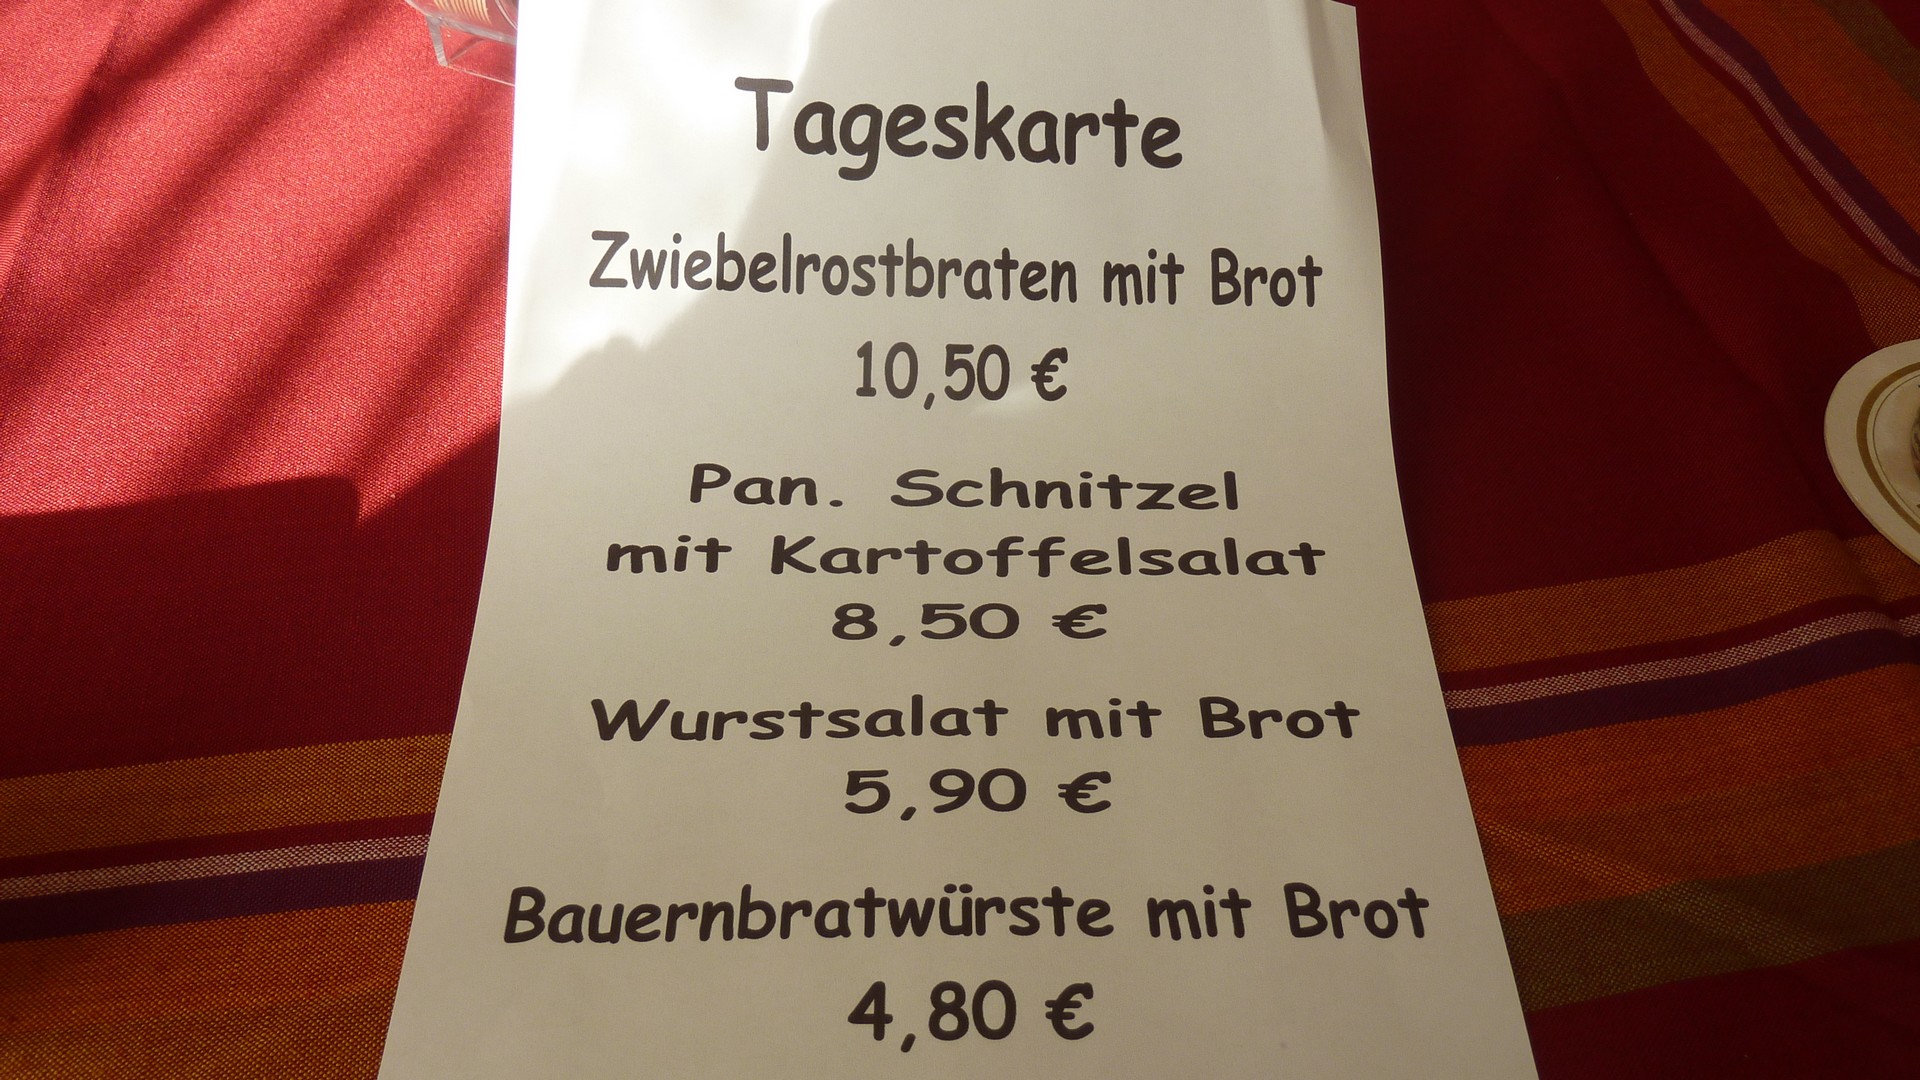 Tageskarte
Zwiebelrostbraten mit Brot
10,50 €
Pan. Schnitzel
mit Kartoffelsalat
8,50 €
Wurstsalat mit Brot
5,90 €
Bauernbratwürste mit Brot
4,80 €